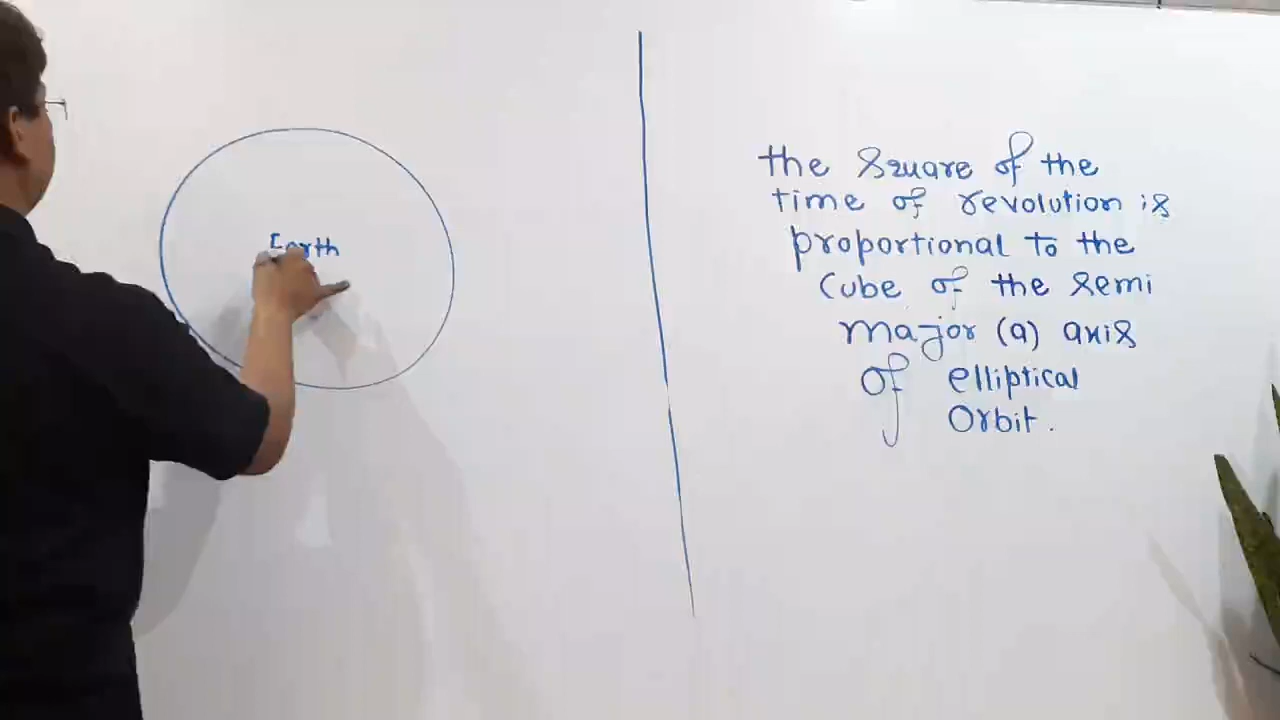 Earth
the square of the
time of revolution is
proportional to the
Cube of the semi
major (a) axis
of elliptical
Orbit.